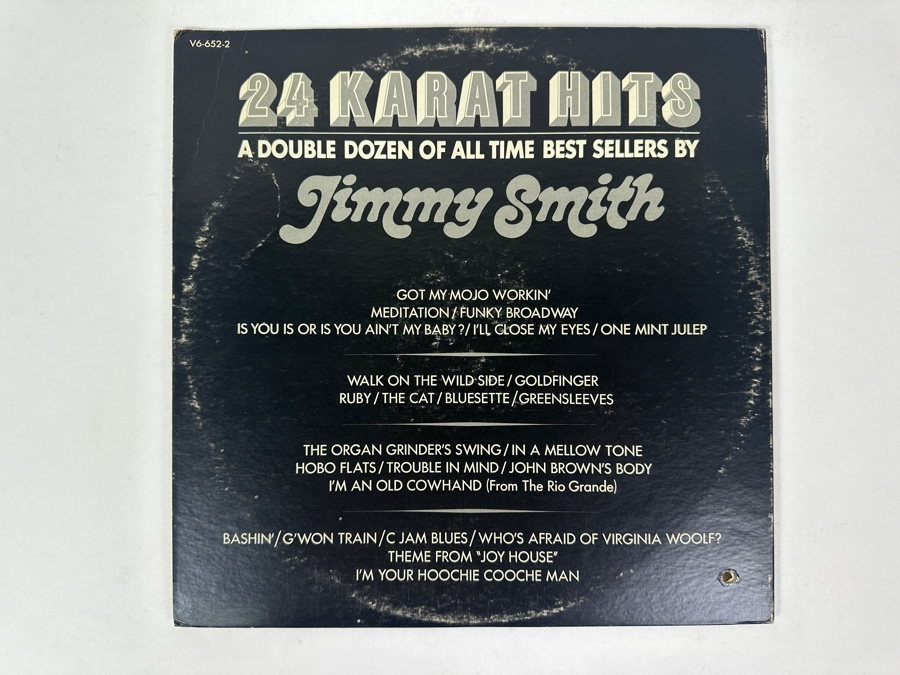 V6-652-2
24 KARAT HITS
A DOUBLE DOZEN OF ALL TIME BEST SELLERS BY
Jimmy Smith
GOT MY MOJO WORKIN'
MEDITATION/FUNKY BROADWAY
IS YOU IS OR IS YOU AIN'T MY BABY?/I'LL CLOSE MY EYES/ONE MINT JULEP
WALK ON THE WILD SIDE/GOLDFINGER
RUBY/THE CAT/BLUESETTE/GREENSLEEVES
THE ORGAN GRINDER'S SWING/IN A MELLOW TONE
HOBO FLATS/TROUBLE IN MIND/JOHN BROWN'S BODY
I'M AN OLD COWHAND (From The Rio Grande)
BASHIN'/G'WON TRAIN/C JAM BLUES/WHO'S AFRAID OF VIRGINIA WOOLF?
THEME FROM "JOY HOUSE"
I'M YOUR HOOCHIE COOCHE MAN